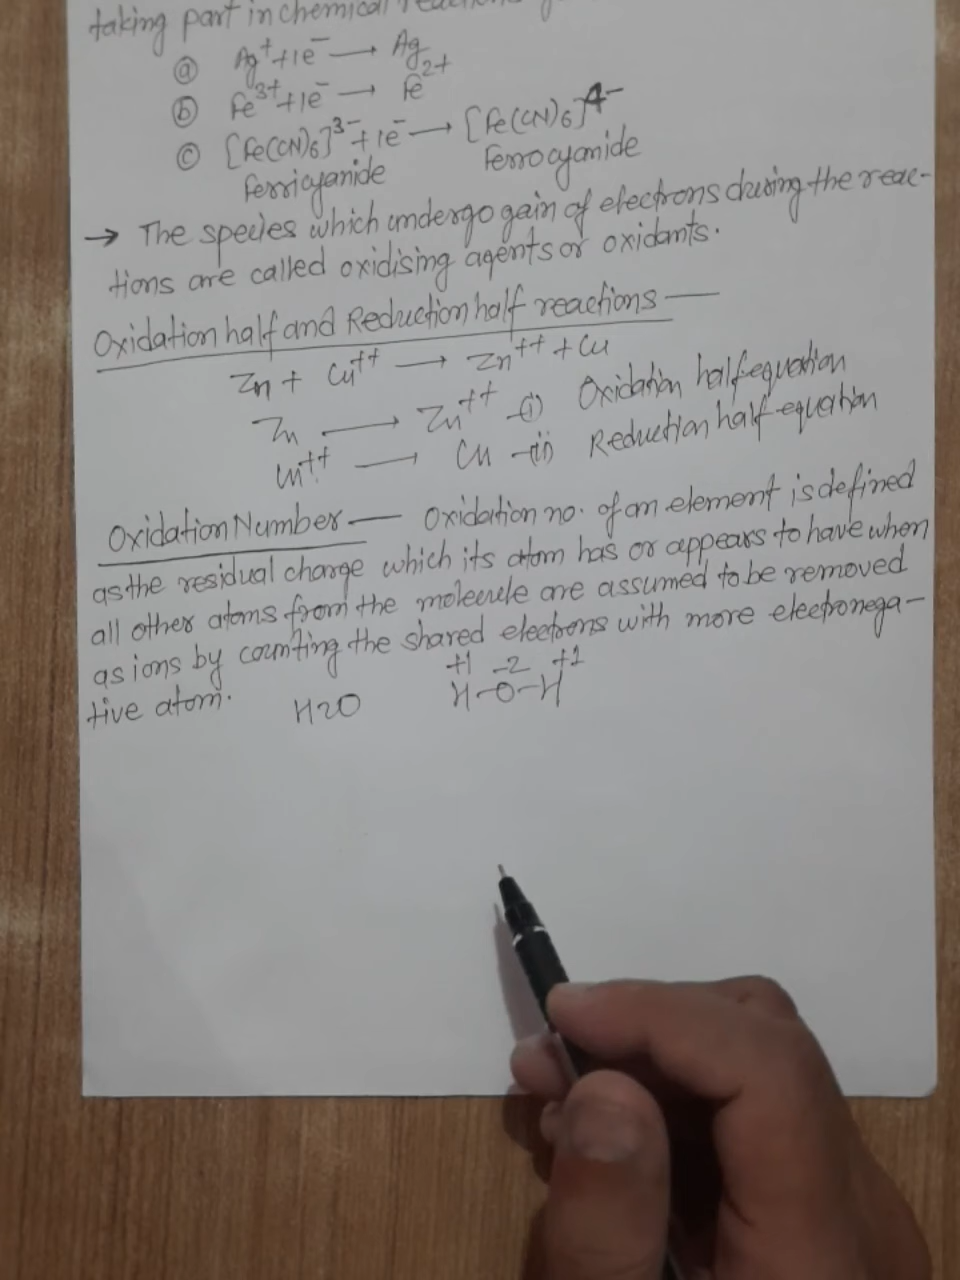 taking part in chemical reactions
ⓐ Ag⁺+1e⁻ ⟶ Ag
ⓑ Fe³⁺+1e⁻ ⟶ Fe²⁺
ⓒ [Fe(CN)6]³⁻+1e⁻ ⟶ [Fe(CN)6]⁴⁻
ferricyanide ferrocyanide
→ The species which undergo gain of electrons during the reac-
tions are called oxidising agents or oxidants.
Oxidation half and Reduction half reactions —
Zn + Cu⁺⁺ ⟶ Zn⁺⁺ + Cu
Zn ⟶ Zn⁺⁺ -(i) Oxidation half equation
Cu⁺⁺ ⟶ Cu -(ii) Reduction half equation
Oxidation Number — Oxidation no. of an element is defined
as the residual charge which its atom has or appears to have when
all other atoms from the molecule are assumed to be removed
as ions by counting the shared electrons with more electronega-
tive atom.
+1 -2 +1
H2O H-O-H